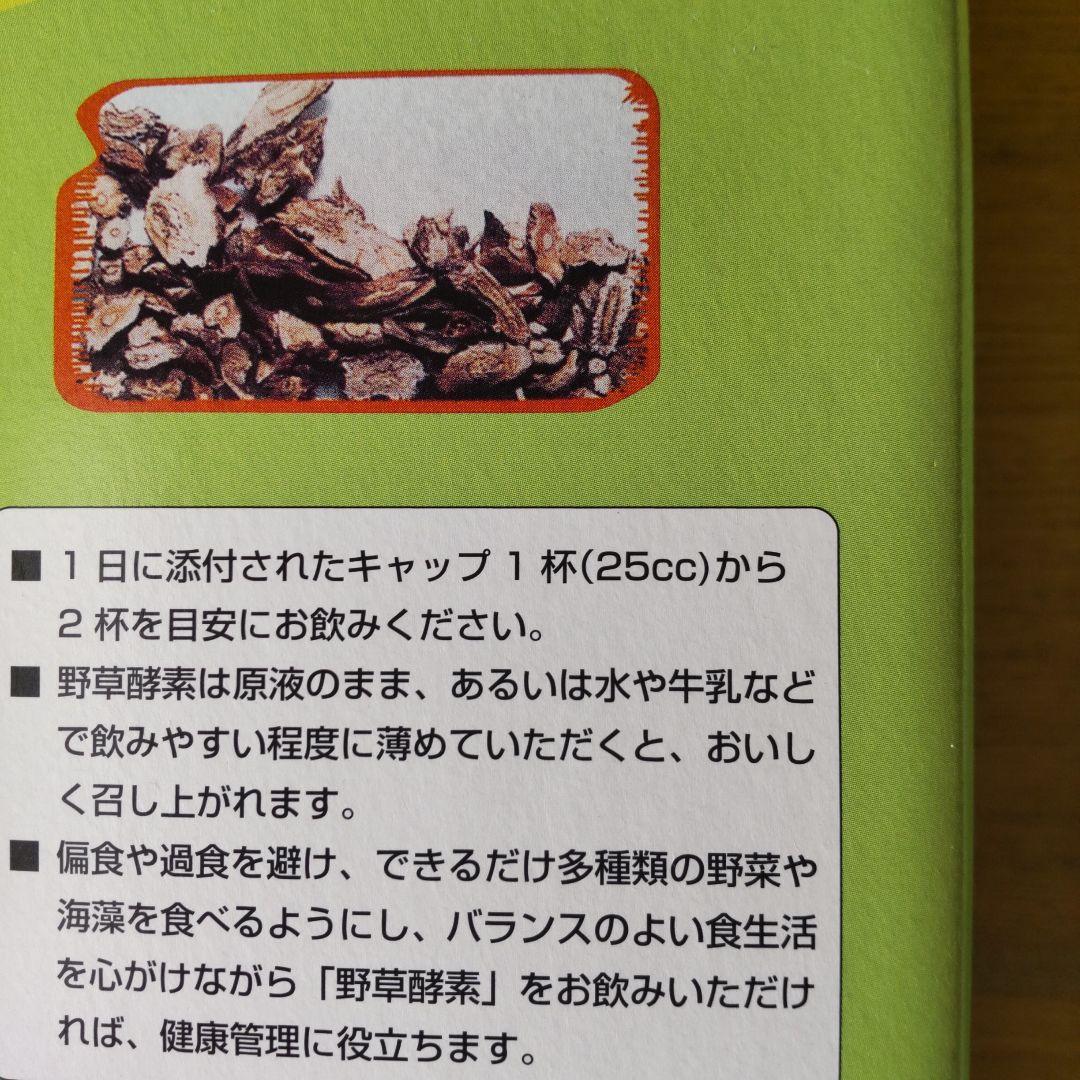 ■ 1 日に添付されたキャップ 1 杯(25cc)から
2 杯を目安にお飲みください。
■ 野草酵素は原液のまま、あるいは水や牛乳など
で飲みやすい程度に薄めていただくと、おいし
く召し上がれます。
■ 偏食や過食を避け、できるだけ多種類の野菜や
海藻を食べるようにし、バランスのよい食生活
を心がけながら「野草酵素」をお飲みいただけ
れば、健康管理に役立ちます。